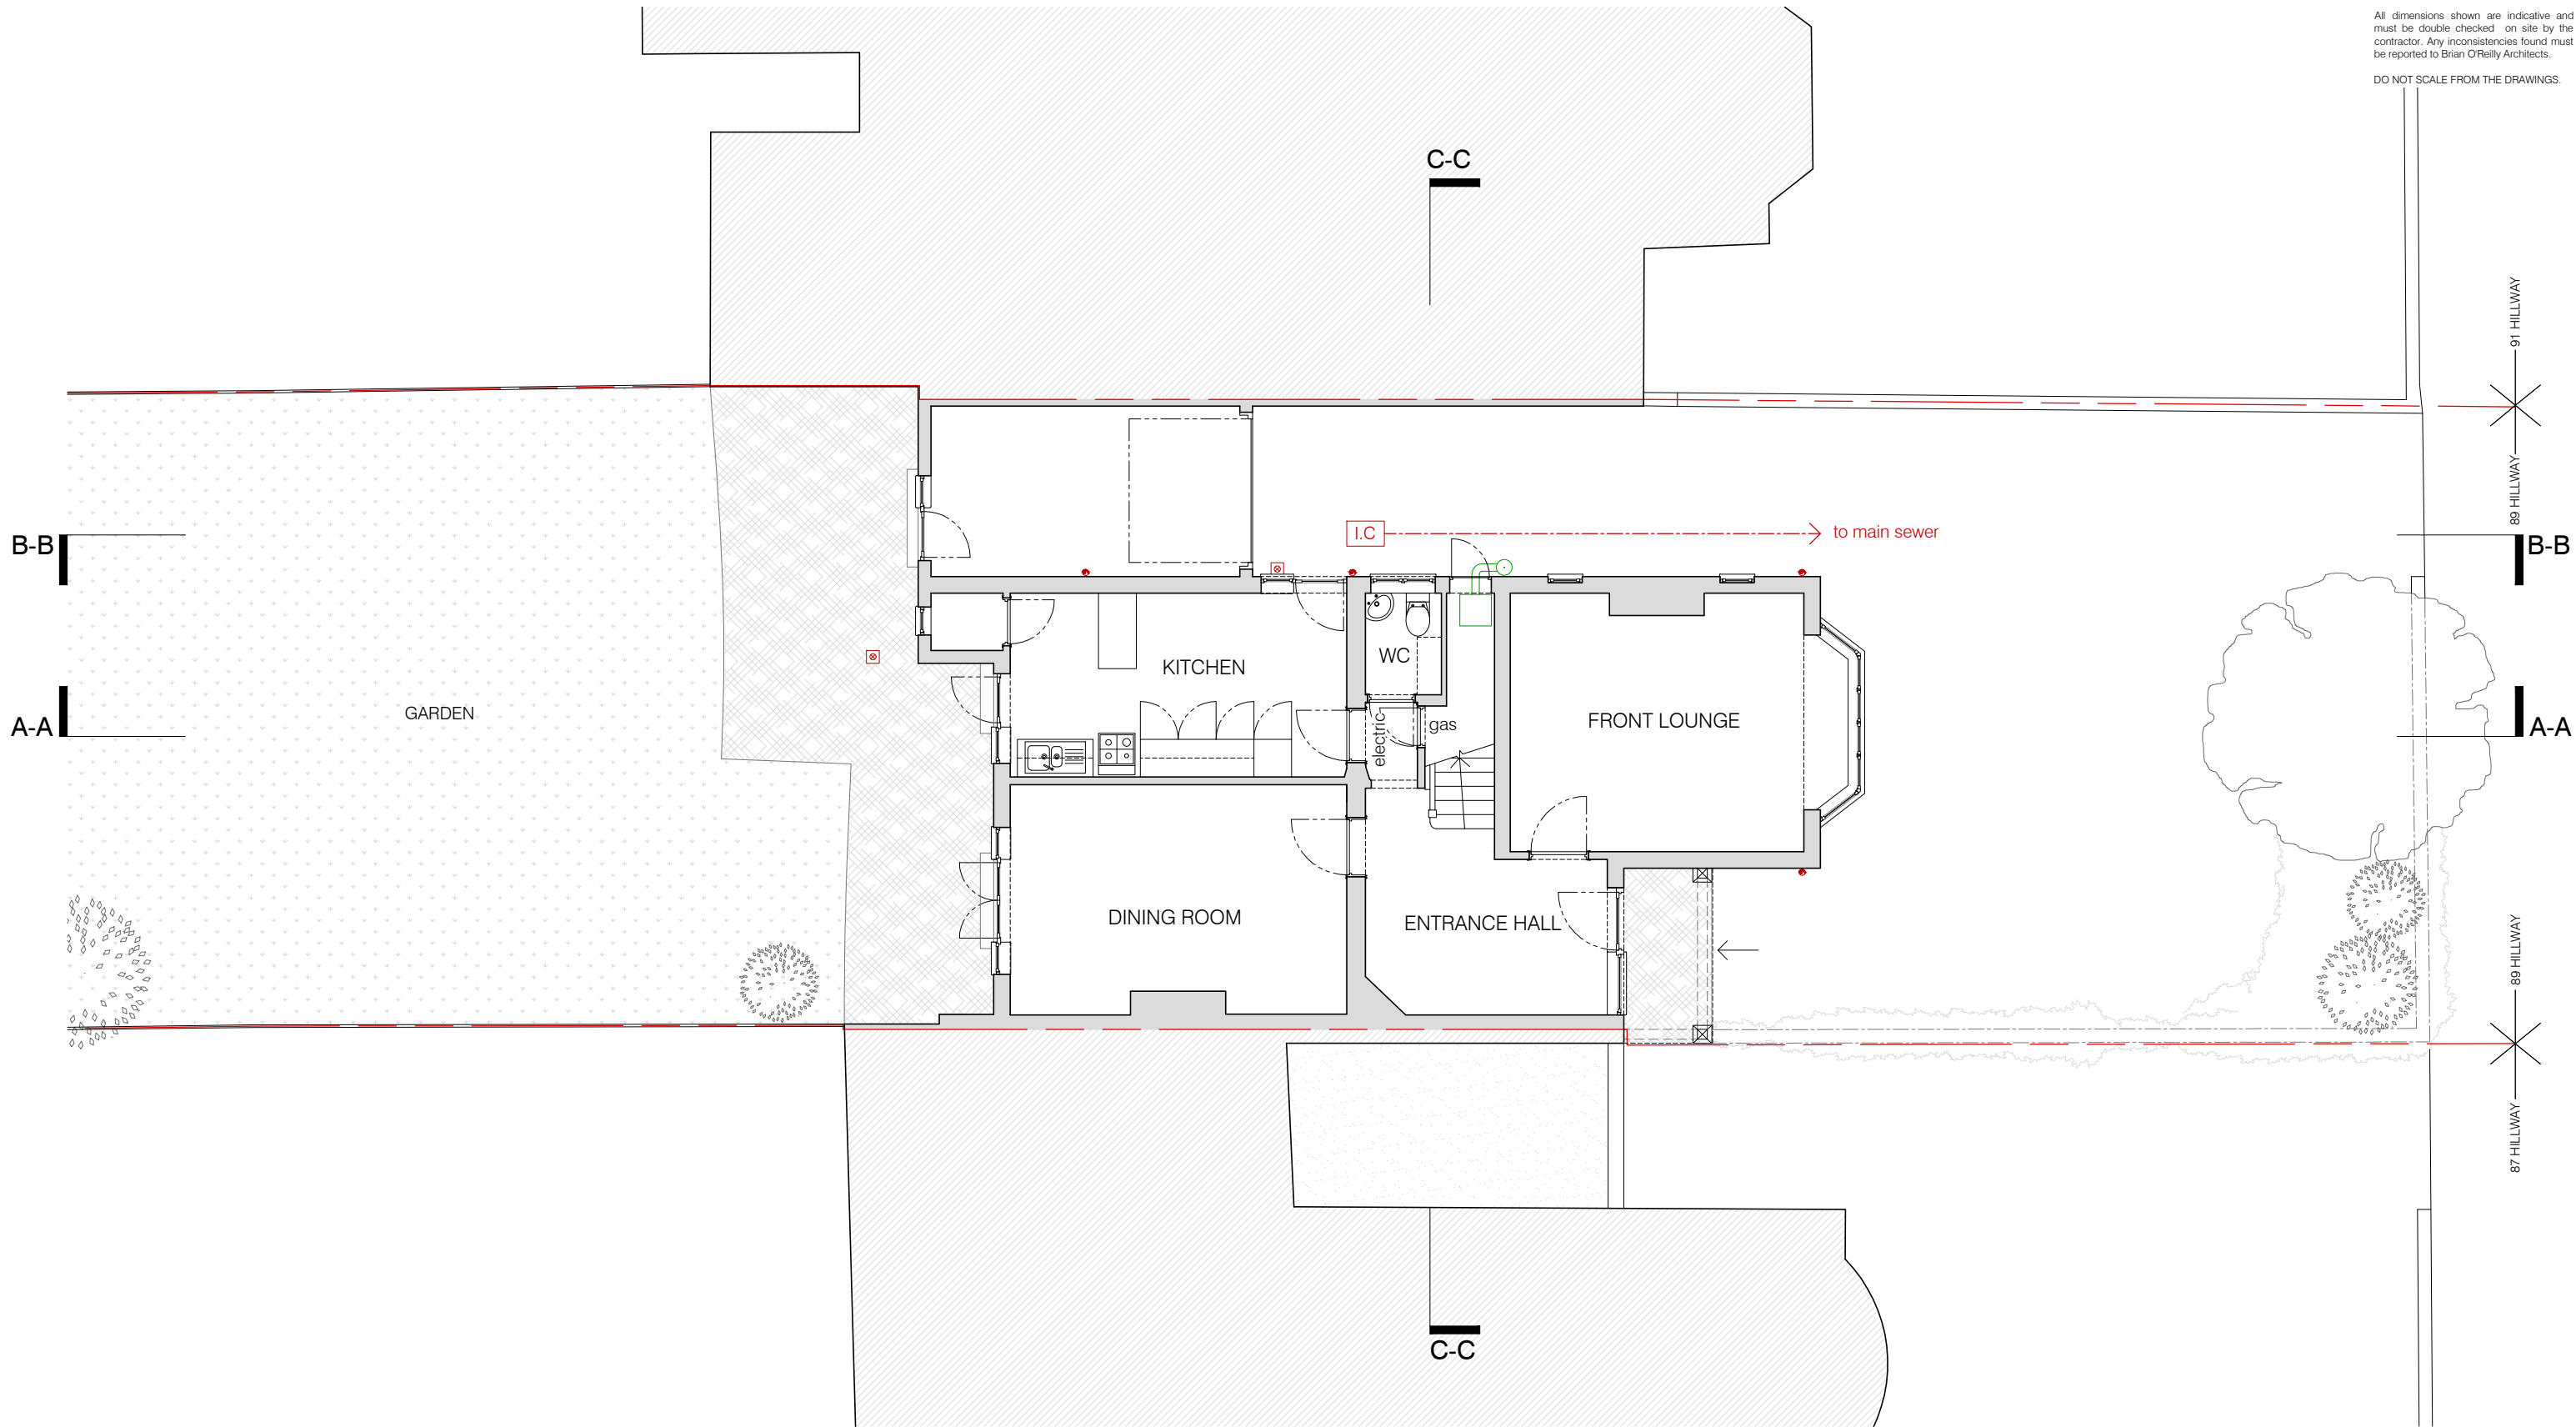 All dimensions shown are indicative and
must be double checked on site by the
contractor. Any inconsistencies found must
be reported to Brian O'Reilly Architects.
DO NOT SCALE FROM THE DRAWINGS.
C-C
91 HILLWAY
89 HILLWAY
B-B
I.C
to main sewer
B-B
WC
KITCHEN
GARDEN
A-A
electric
gas
FRONT LOUNGE
A-A
DINING ROOM
ENTRANCE HALL
89 HILLWAY
87 HILLWAY
C-C